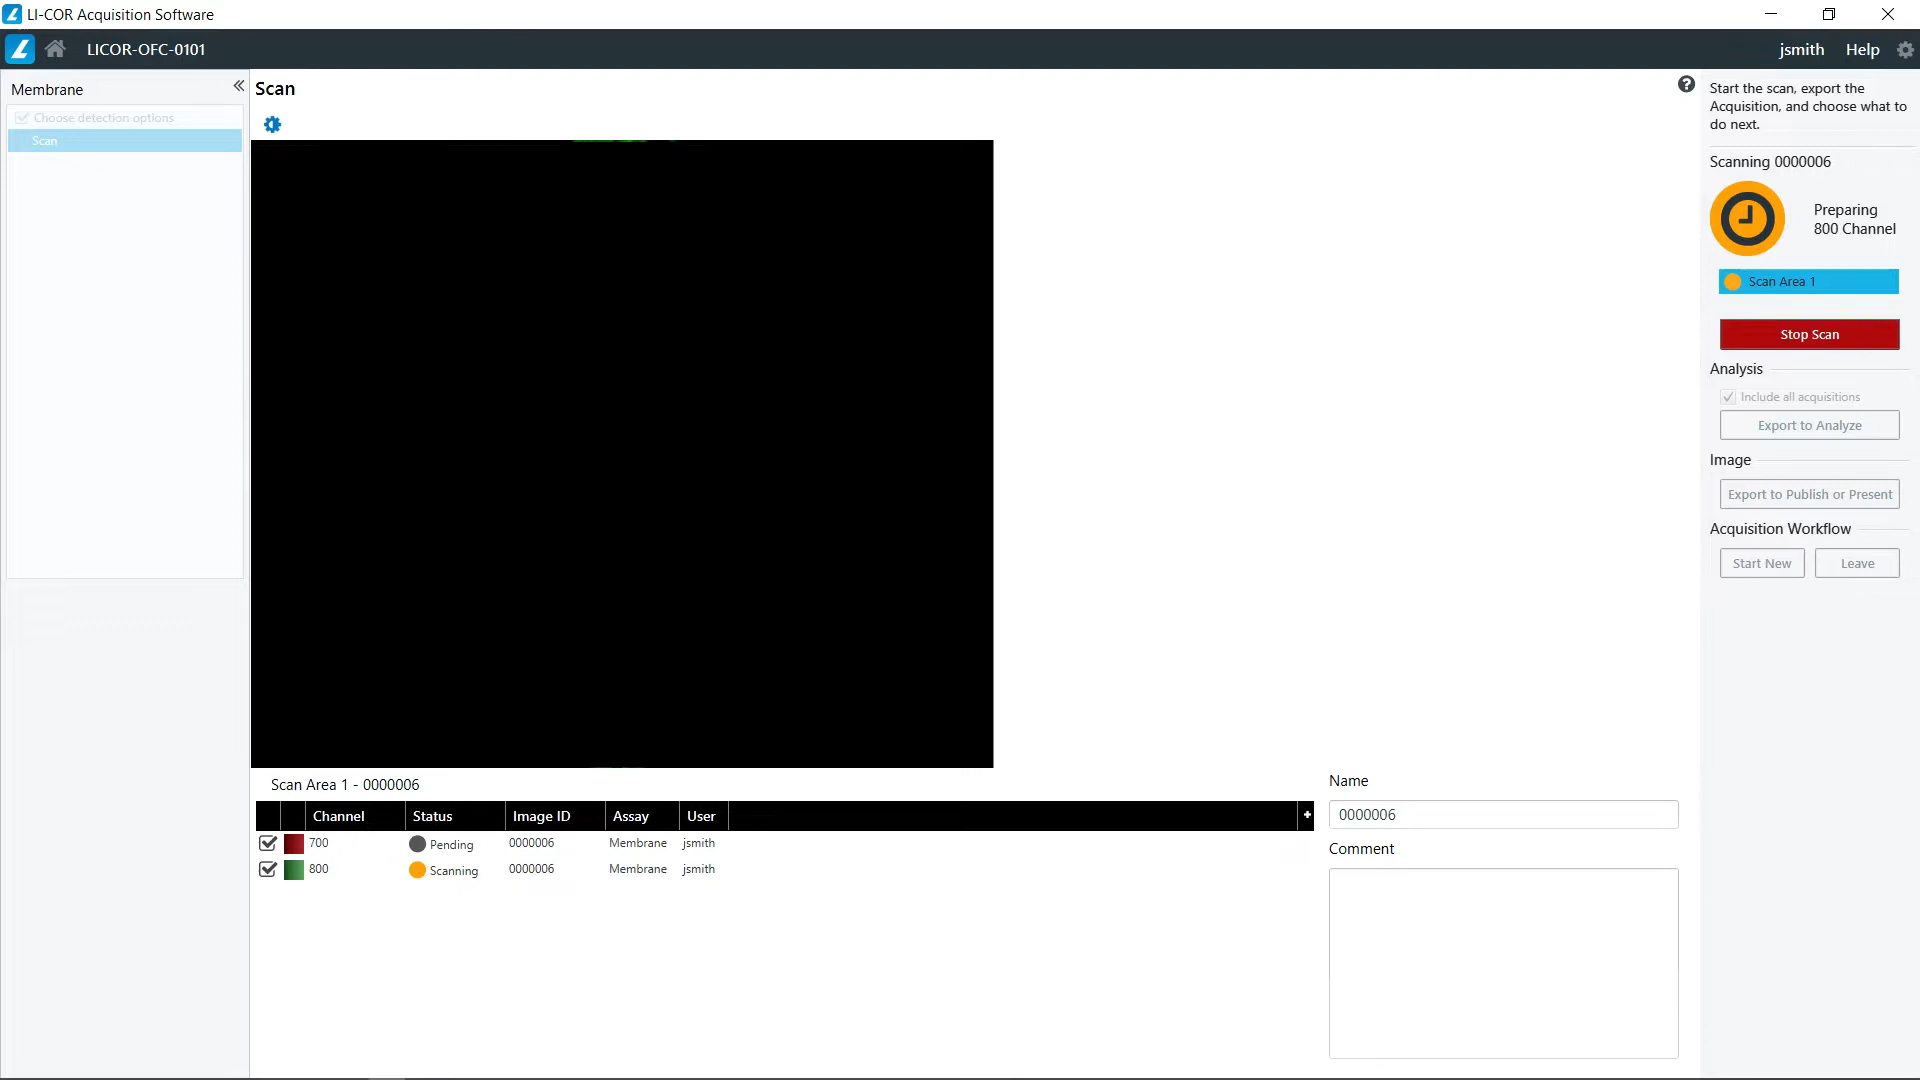 LI-COR Acquisition Software
LICOR-OFC-0101
jsmith
Help
Membrane
Choose detection options
Scan
Scan
Start the scan, export the
Acquisition, and choose what to
do next.
Scanning 0000006
Preparing
800 Channel
Scan Area 1
Stop Scan
Analysis
Include all acquisitions
Export to Analyze
Image
Export to Publish or Present
Acquisition Workflow
Start New
Leave
Scan Area 1 - 0000006
Channel Status Image ID Assay User
700 Pending 0000006 Membrane jsmith
800 Scanning 0000006 Membrane jsmith
Name
0000006
Comment